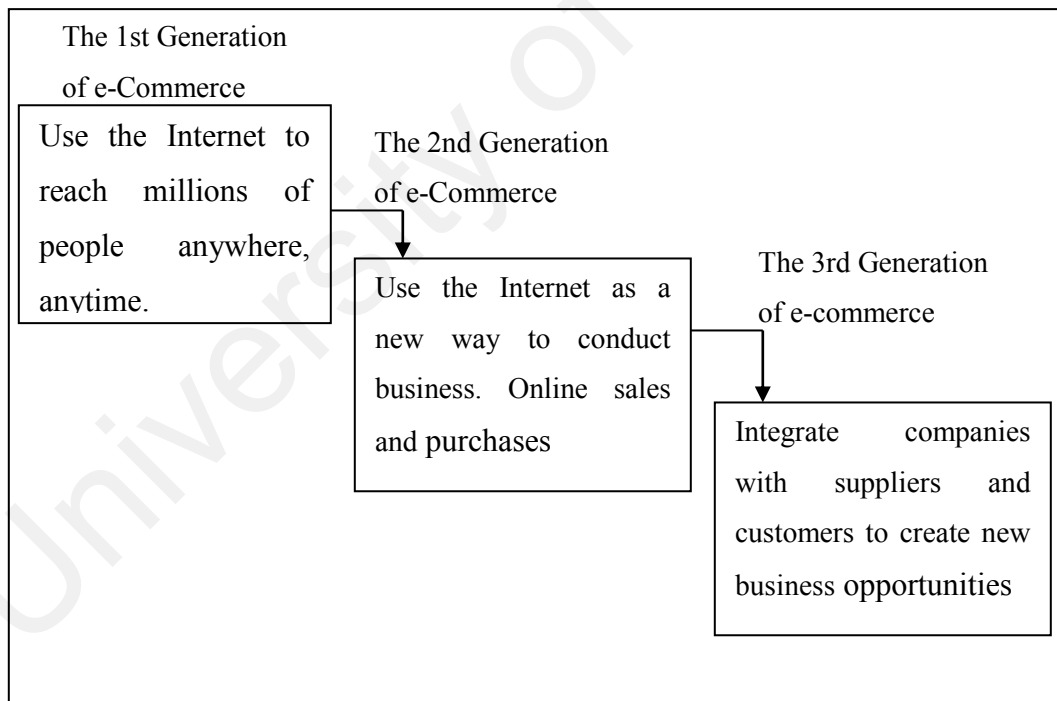 The 1st Generation
of e-Commerce
Use the Internet to
reach millions of
people anywhere,
anytime.
The 2nd Generation
of e-Commerce
Use the Internet as a
new way to conduct
business. Online sales
and purchases
The 3rd Generation
of e-commerce
Integrate companies
with suppliers and
customers to create new
business opportunities
University of